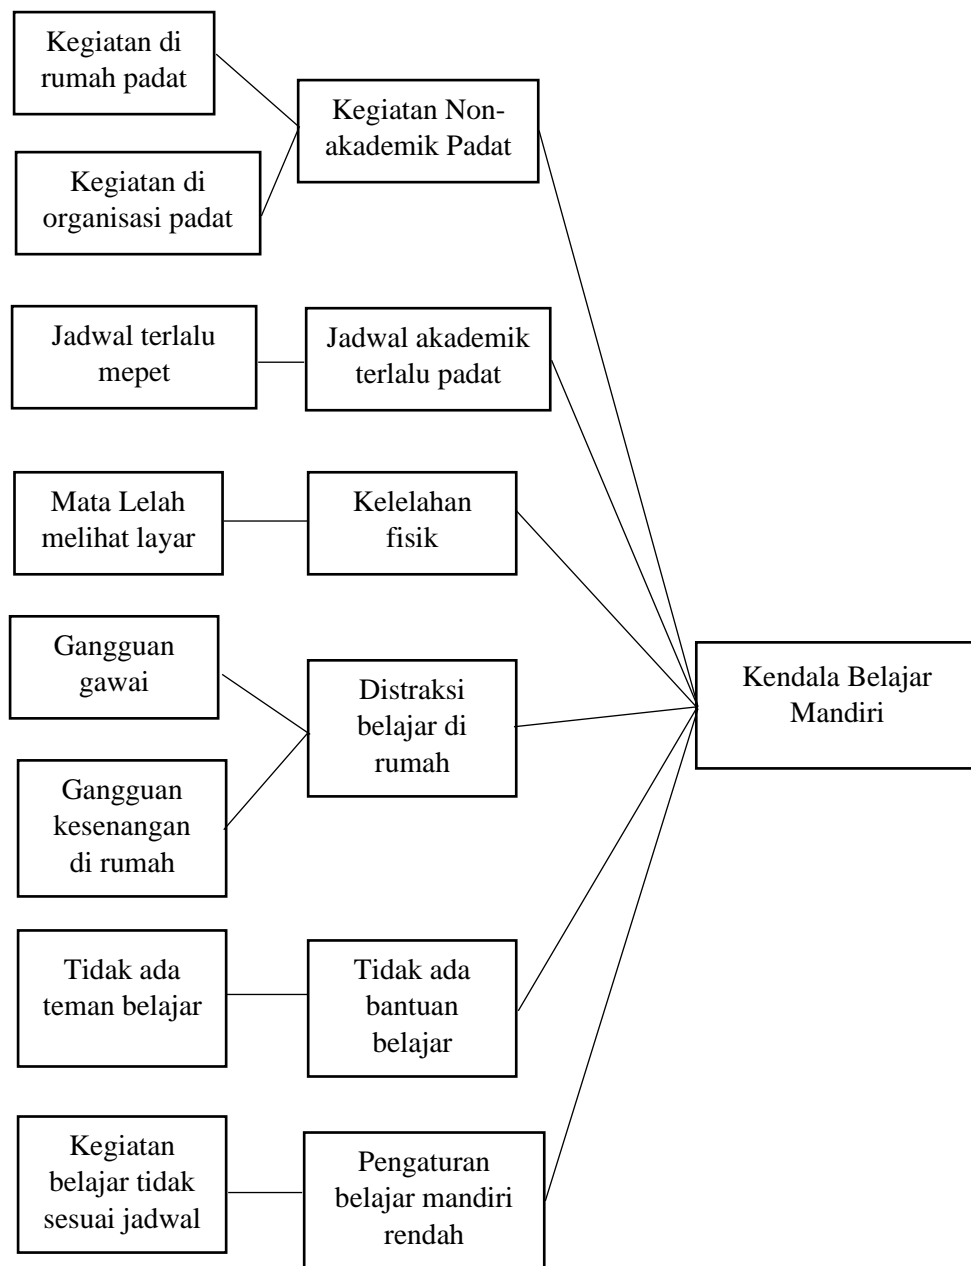 Kegiatan di
rumah padat
Kegiatan Non-
akademik Padat
Kegiatan di
organisasi padat
Jadwal terlalu
mepet
Jadwal akademik
terlalu padat
Mata Lelah
melihat layar
Kelelahan
fisik
Gangguan
gawai
Distraksi
belajar di
rumah
Kendala Belajar
Mandiri
Gangguan
kesenangan
di rumah
Tidak ada
teman belajar
Tidak ada
bantuan
belajar
Kegiatan
belajar tidak
sesuai jadwal
Pengaturan
belajar mandiri
rendah